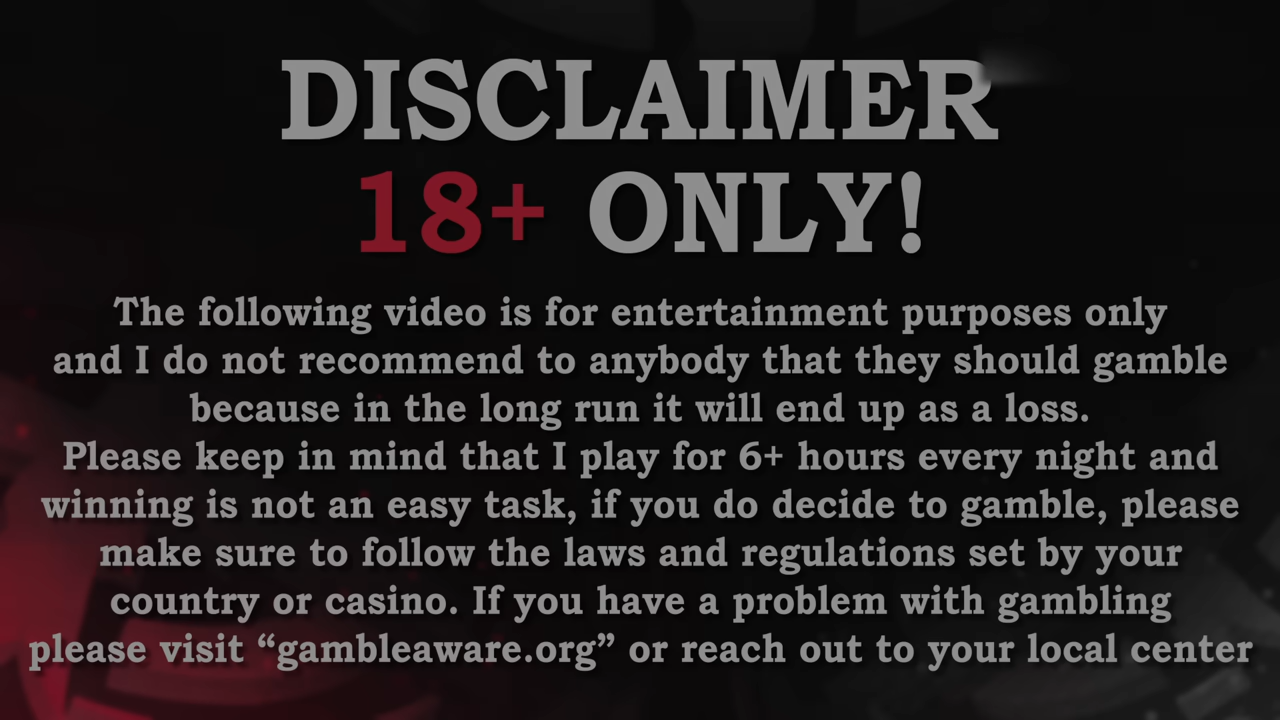 DISCLAIMER
18+ ONLY!
The following video is for entertainment purposes only
and I do not recommend to anybody that they should gamble
because in the long run it will end up as a loss.
Please keep in mind that I play for 6+ hours every night and
winning is not an easy task, if you do decide to gamble, please
make sure to follow the laws and regulations set by your
country or casino. If you have a problem with gambling
please visit “gambleaware.org” or reach out to your local center